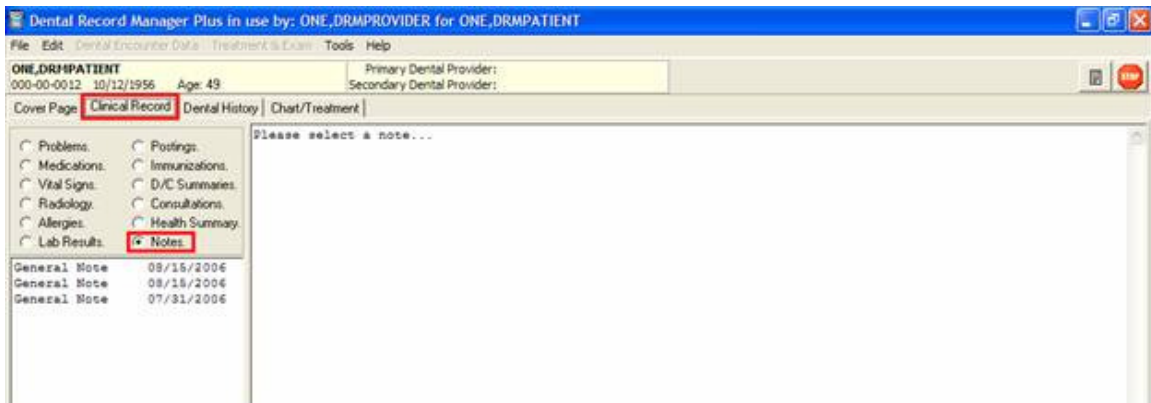 Dental Record Manager Plus in use by: ONE,DRMPROVIDER for ONE,DRMPATIENT
File Edit Dental Encounter Data Treatment & Exam Tools Help
ONE,DRMPATIENT Primary Dental Provider:
000-00-0012 10/12/1956 Age: 49 Secondary Dental Provider:
STOP
Cover Page Clinical Record Dental History Chart/Treatment
Problems. Postings.
Medications. Immunizations.
Vital Signs. D/C Summaries.
Radiology. Consultations.
Allergies. Health Summary.
Lab Results. Notes.
Please select a note...
General Note 08/15/2006
General Note 08/15/2006
General Note 07/31/2006